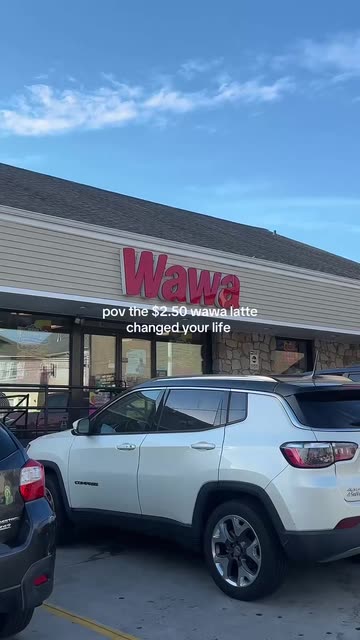 Wawa
pov the $2.50 wawa latte
changed your life
COMPASS